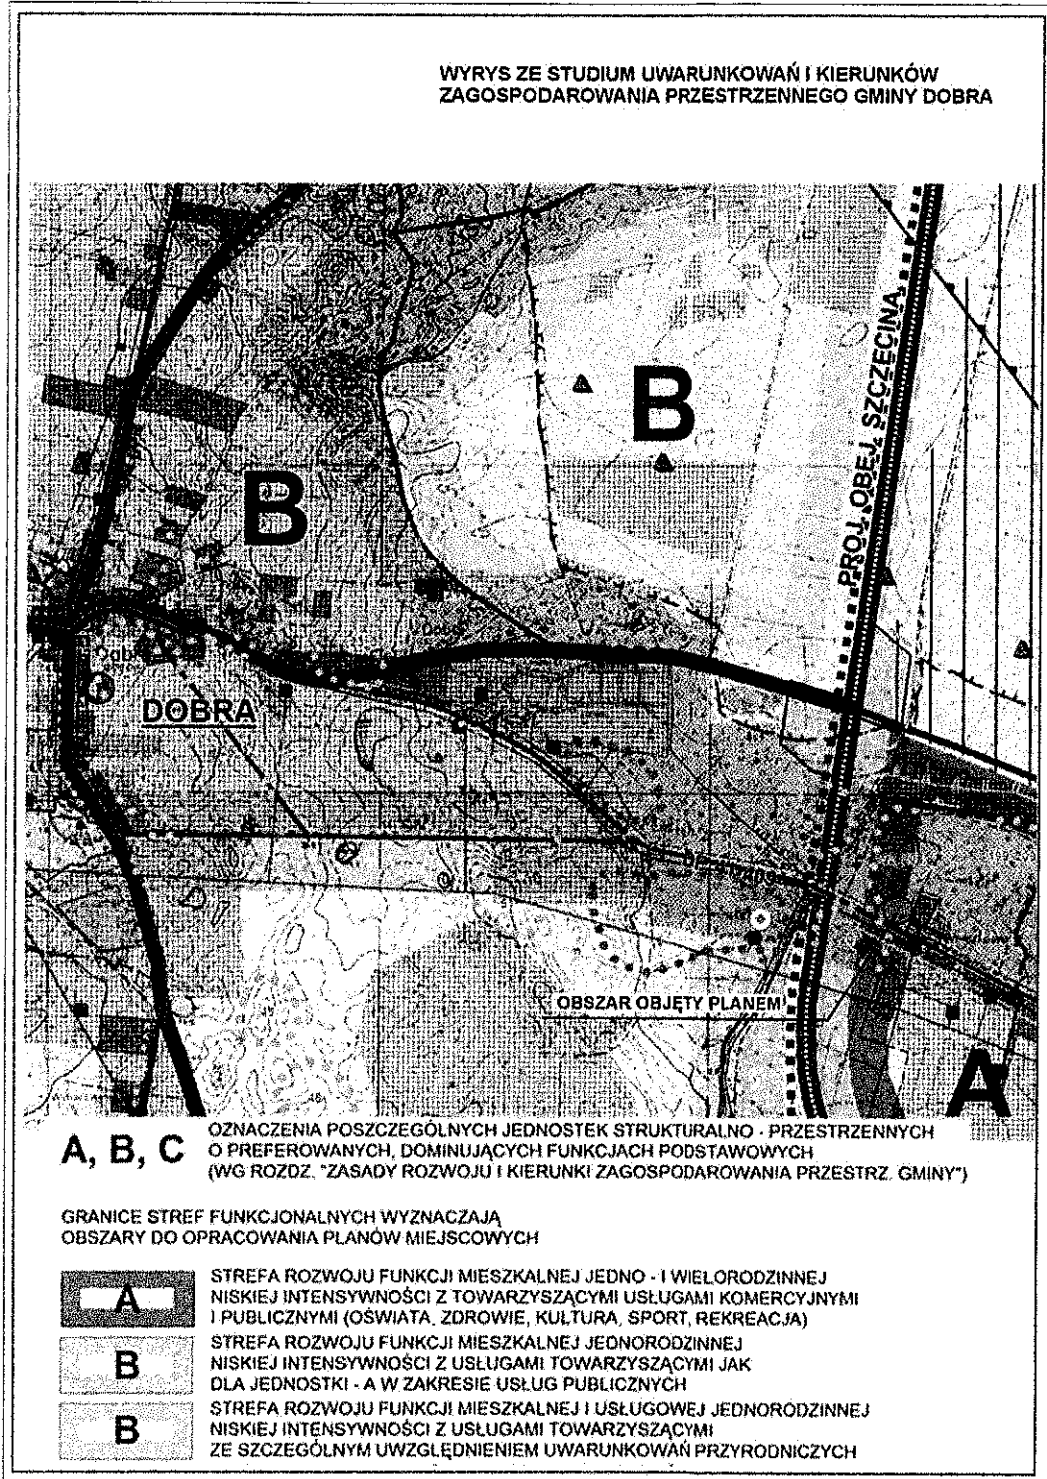 WYRYS ZE STUDIUM UWARUNKOWAŃ I KIERUNKÓW
ZAGOSPODAROWANIA PRZESTRZENNEGO GMINY DOBRA
B
B
PROJ. OBEJ. SZCZECINA
DOBRA
OBSZAR OBJĘTY PLANEM
A
A, B, C
OZNACZENIA POSZCZEGÓLNYCH JEDNOSTEK STRUKTURALNO - PRZESTRZENNYCH
O PREFEROWANYCH, DOMINUJĄCYCH FUNKCJACH PODSTAWOWYCH
(WG ROZDZ. "ZASADY ROZWOJU I KIERUNKI ZAGOSPODAROWANIA PRZESTRZ. GMINY")
GRANICE STREF FUNKCJONALNYCH WYZNACZAJĄ
OBSZARY DO OPRACOWANIA PLANÓW MIEJSCOWYCH
A
STREFA ROZWOJU FUNKCJI MIESZKALNEJ JEDNO - I WIELORODZINNEJ
NISKIEJ INTENSYWNOŚCI Z TOWARZYSZĄCYMI USŁUGAMI KOMERCYJNYMI
I PUBLICZNYMI (OŚWIATA, ZDROWIE, KULTURA, SPORT, REKREACJA)
B
STREFA ROZWOJU FUNKCJI MIESZKALNEJ JEDNORODZINNEJ
NISKIEJ INTENSYWNOŚCI Z USŁUGAMI TOWARZYSZĄCYMI JAK
DLA JEDNOSTKI - A W ZAKRESIE USŁUG PUBLICZNYCH
B
STREFA ROZWOJU FUNKCJI MIESZKALNEJ I USŁUGOWEJ JEDNORODZINNEJ
NISKIEJ INTENSYWNOŚCI Z USŁUGAMI TOWARZYSZĄCYMI
ZE SZCZEGÓLNYM UWZGLĘDNIENIEM UWARUNKOWAŃ PRZYRODNICZYCH